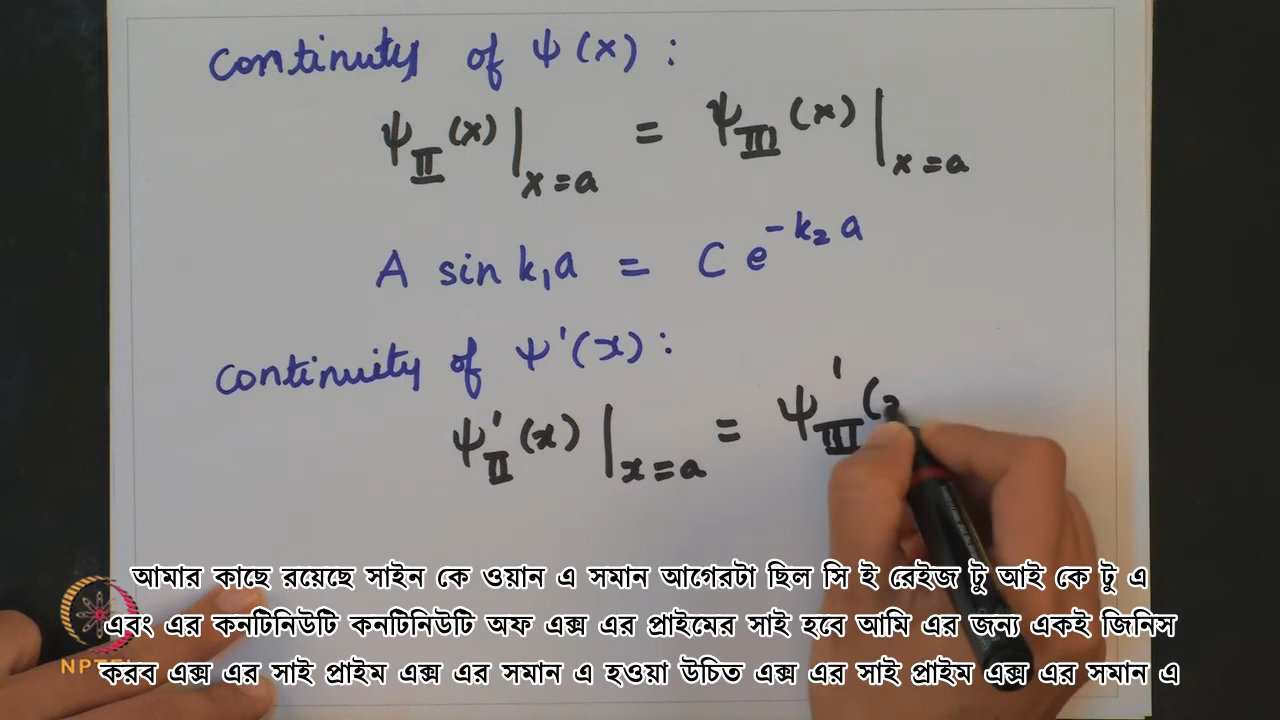 continuity of ψ(x) :
ψ_II (x) |_{x=a} = ψ_III (x) |_{x=a}
A sin k₁a = C e^{-k₂a}
continuity of ψ'(x) :
ψ'_II (x) |_{x=a} = ψ'_III (
আমার কাছে রয়েছে সাইন কে ওয়ান এ সমান আগেরটা ছিল সি ই রেইজ টু আই কে টু এ
এবং এর কনটিনিউটি কনটিনিউটি অফ এক্স এর প্রাইমের সাই হবে আমি এর জন্য একই জিনিস
করব এক্স এর সাই প্রাইম এক্স এর সমান এ হওয়া উচিত এক্স এর সাই প্রাইম এক্স এর সমান এ
NPTEL